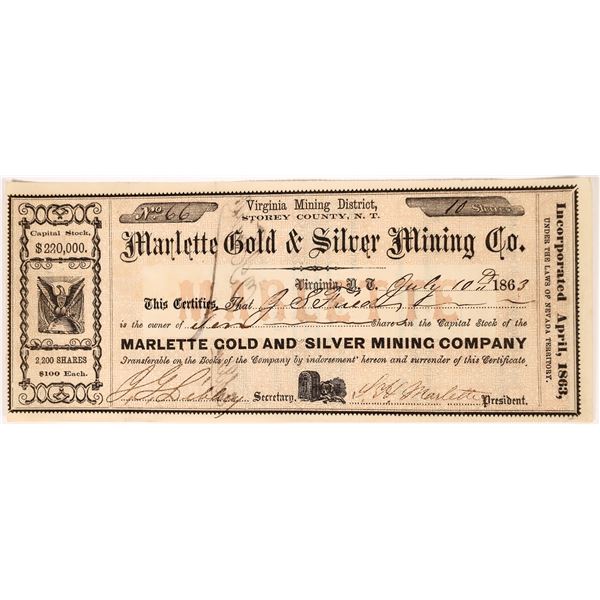 Capital Stock,
$220,000.
2,200 SHARES
$100 Each.
No 66
10 Shares
Virginia Mining District,
STOREY COUNTY, N. T.
Marlette Gold & Silver Mining Co.
Virginia, N. T. July 10th 1863
This Certifies, That J
is the owner of Ten Shares in the Capital Stock of the
MARLETTE GOLD AND SILVER MINING COMPANY
Transferable on the Books of the Company by indorsement hereon and surrender of this Certificate.
Secretary.
S H Marlette President.
MARLETTE
Incorporated April, 1863,
UNDER THE LAWS OF NEVADA TERRITORY.